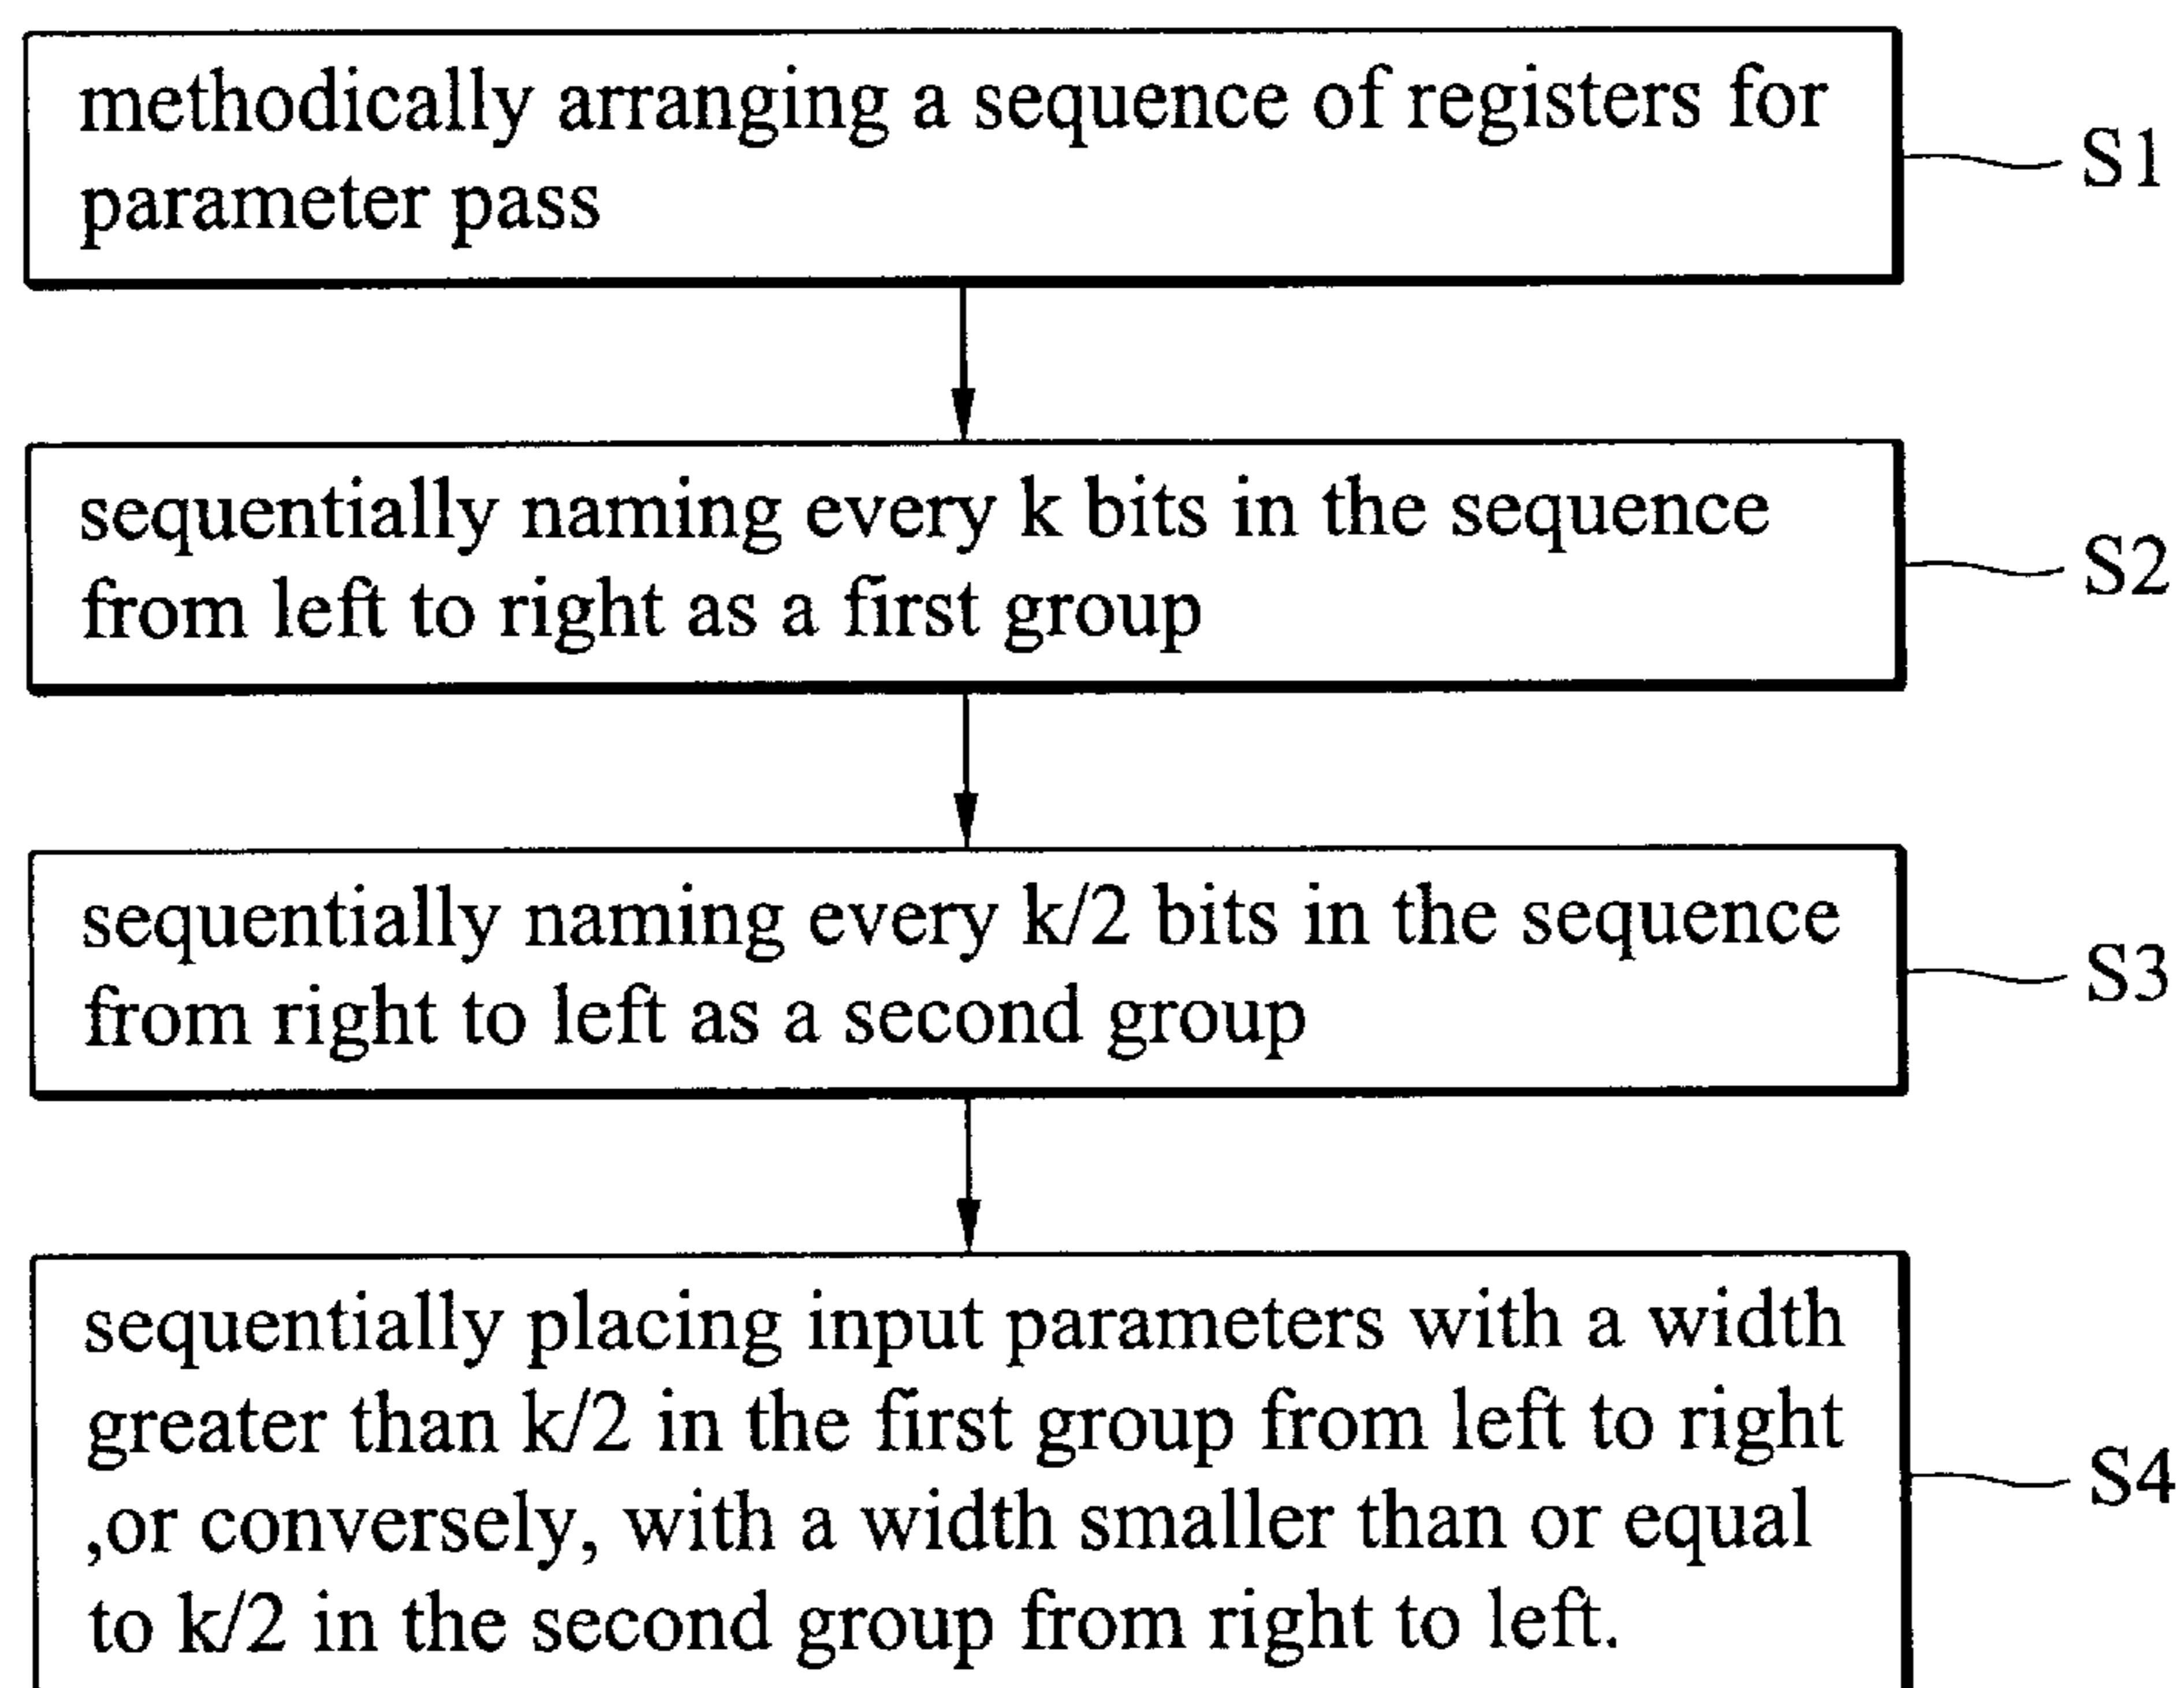 methodically arranging a sequence of registers for
parameter pass
S1
sequentially naming every k bits in the sequence
from left to right as a first group
S2
sequentially naming every k/2 bits in the sequence
from right to left as a second group
S3
sequentially placing input parameters with a width
greater than k/2 in the first group from left to right
,or conversely, with a width smaller than or equal
to k/2 in the second group from right to left.
S4